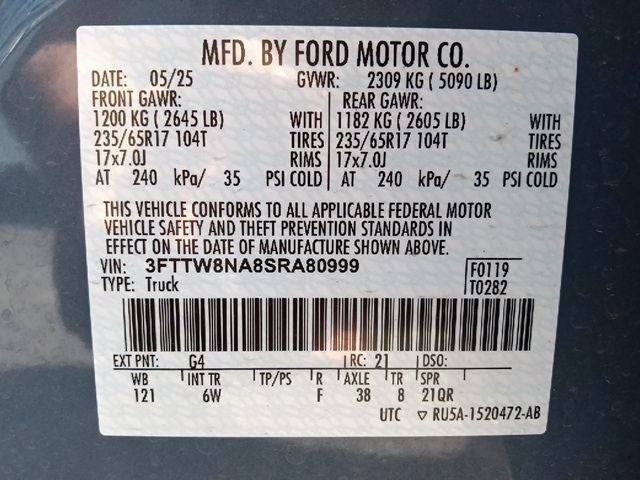 MFD. BY FORD MOTOR CO.
DATE: 05/25 GVWR: 2309 KG ( 5090 LB)
FRONT GAWR: REAR GAWR:
1200 KG ( 2645 LB) WITH 1182 KG ( 2605 LB) WITH
235/65R17 104T TIRES 235/65R17 104T TIRES
17x7.0J RIMS 17x7.0J RIMS
AT 240 kPa/ 35 PSI COLD AT 240 kPa/ 35 PSI COLD
THIS VEHICLE CONFORMS TO ALL APPLICABLE FEDERAL MOTOR
VEHICLE SAFETY AND THEFT PREVENTION STANDARDS IN
EFFECT ON THE DATE OF MANUFACTURE SHOWN ABOVE.
VIN: 3FTTW8NA8SRA80999 F0119
TYPE: Truck T0282
EXT PNT: G4 RC: 21 DSO:
WB INT TR TP/PS R AXLE TR SPR
121 6W F 38 8 21QR
UTC ▽ RU5A-1520472-AB